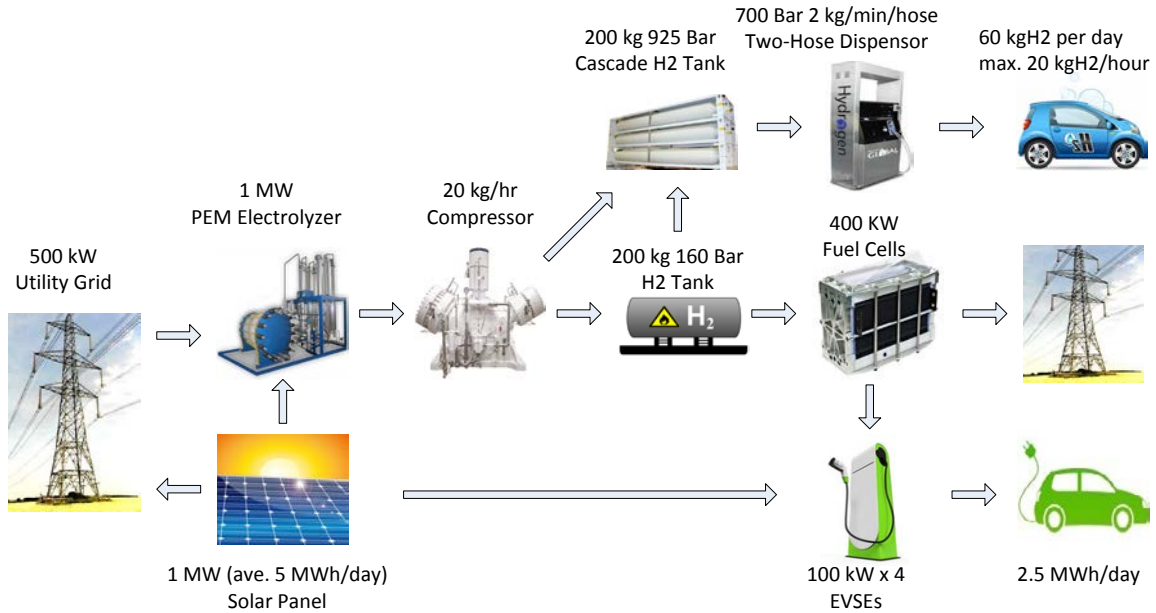 200 kg 925 Bar
Cascade H2 Tank
700 Bar 2 kg/min/hose
Two-Hose Dispensor
60 kgH2 per day
max. 20 kgH2/hour
Hydrogen
GLOBAL
H
1 MW
PEM Electrolyzer
20 kg/hr
Compressor
200 kg 160 Bar
H2 Tank
H2
400 KW
Fuel Cells
500 kW
Utility Grid
1 MW (ave. 5 MWh/day)
Solar Panel
100 kW x 4
EVSEs
2.5 MWh/day